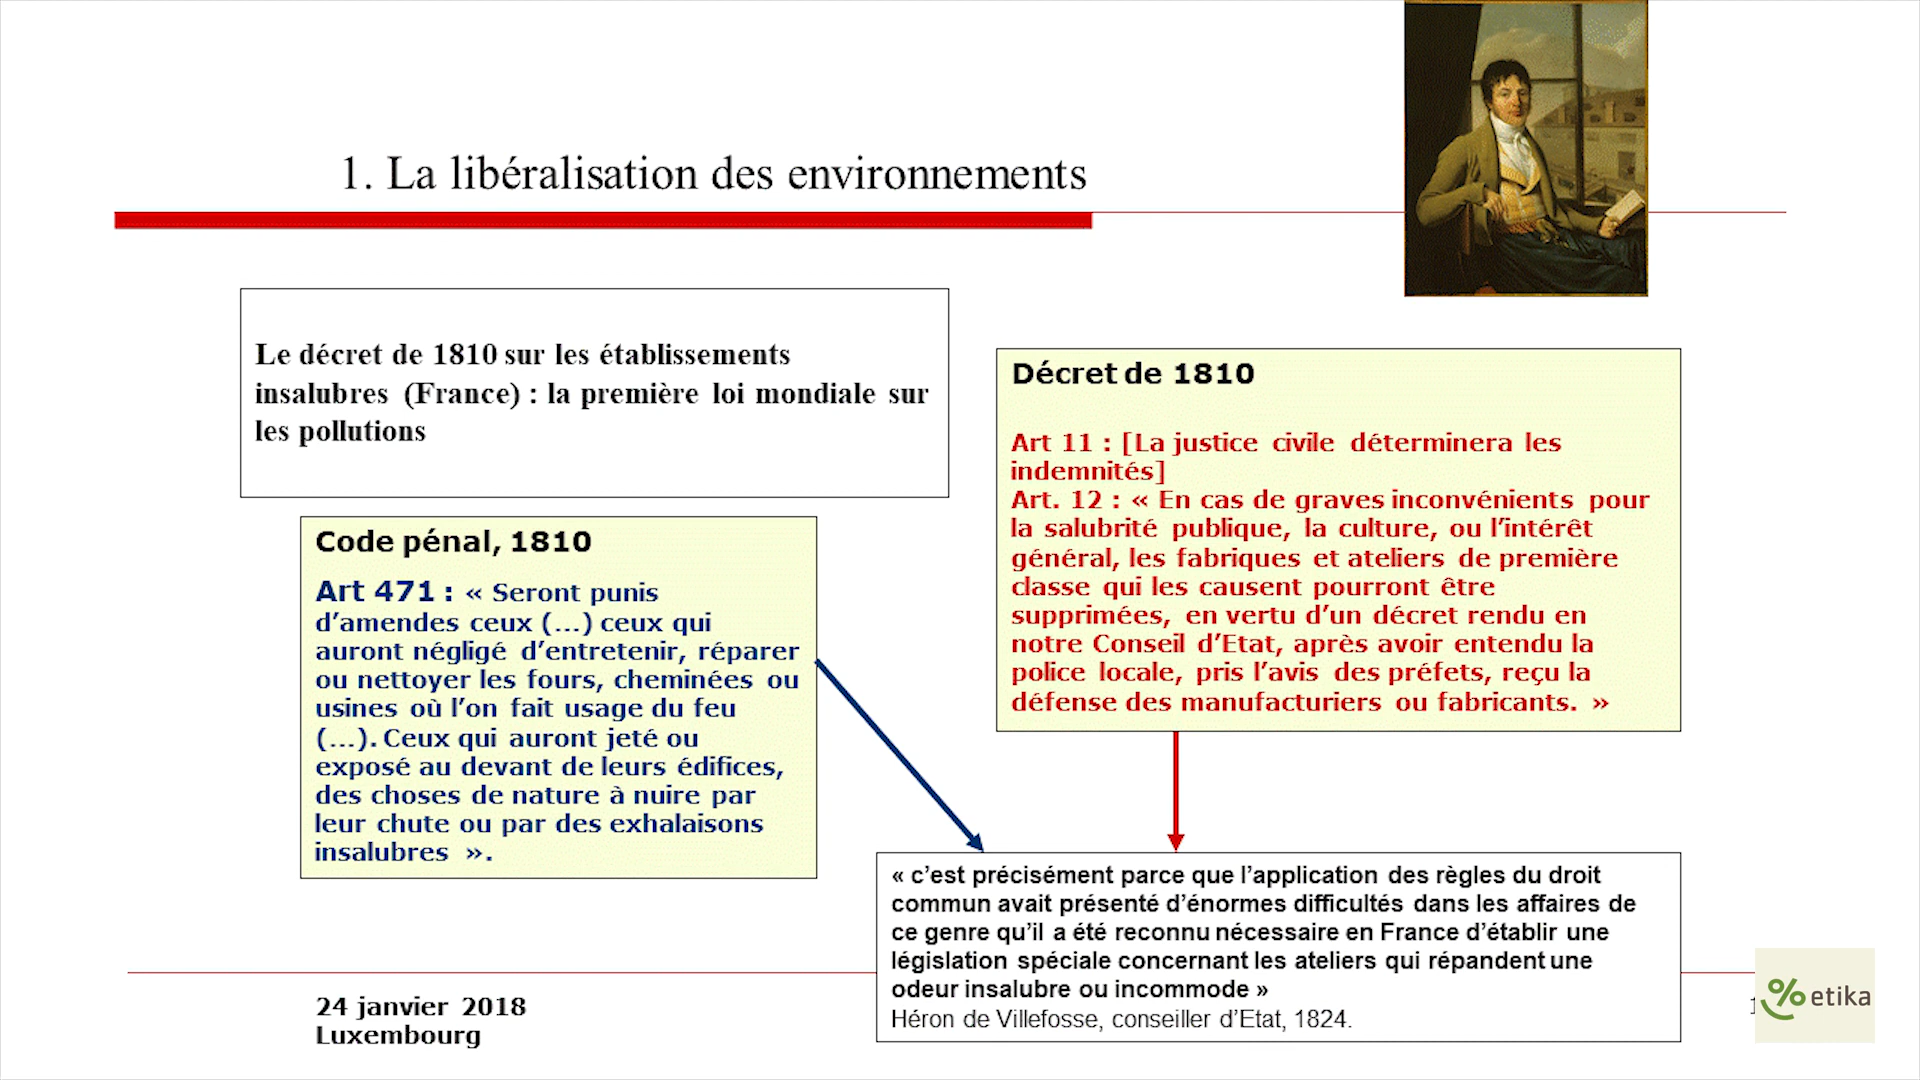 1. La libéralisation des environnements
Le décret de 1810 sur les établissements
insalubres (France) : la première loi mondiale sur
les pollutions
Décret de 1810
Art 11 : [La justice civile déterminera les
indemnités]
Art. 12 : « En cas de graves inconvénients pour
la salubrité publique, la culture, ou l’intérêt
général, les fabriques et ateliers de première
classe qui les causent pourront être
supprimées, en vertu d’un décret rendu en
notre Conseil d’Etat, après avoir entendu la
police locale, pris l’avis des préfets, reçu la
défense des manufacturiers ou fabricants. »
Code pénal, 1810
Art 471 : « Seront punis
d’amendes ceux (…) ceux qui
auront négligé d’entretenir, réparer
ou nettoyer les fours, cheminées ou
usines où l’on fait usage du feu
(…). Ceux qui auront jeté ou
exposé au devant de leurs édifices,
des choses de nature à nuire par
leur chute ou par des exhalaisons
insalubres ».
« c’est précisément parce que l’application des règles du droit
commun avait présenté d’énormes difficultés dans les affaires de
ce genre qu’il a été reconnu nécessaire en France d’établir une
législation spéciale concernant les ateliers qui répandent une
odeur insalubre ou incommode »
Héron de Villefosse, conseiller d’Etat, 1824.
24 janvier 2018
Luxembourg
% etika